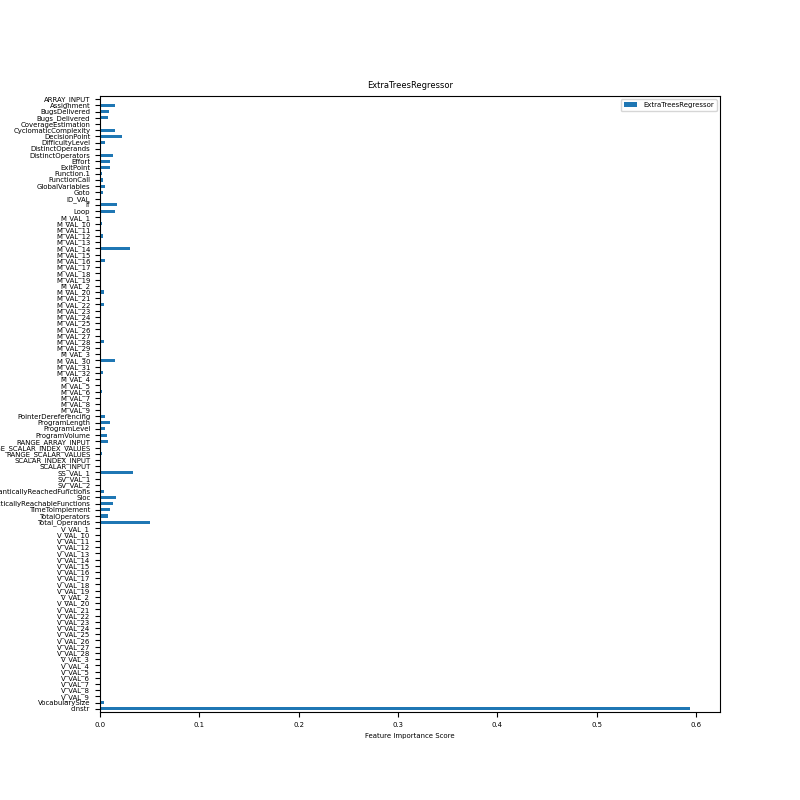 ExtraTreesRegressor
ExtraTreesRegressor
ARRAY_INPUT
Assignment
BugsDelivered
Bugs_Delivered
CoverageEstimation
CyclomaticComplexity
DecisionPoint
DifficultyLevel
DistinctOperands
DistinctOperators
Effort
ExitPoint
Function.1
FunctionCall
GlobalVariables
Goto
ID_VAL
If
Loop
M_VAL_1
M_VAL_10
M_VAL_11
M_VAL_12
M_VAL_13
M_VAL_14
M_VAL_15
M_VAL_16
M_VAL_17
M_VAL_18
M_VAL_19
M_VAL_2
M_VAL_20
M_VAL_21
M_VAL_22
M_VAL_23
M_VAL_24
M_VAL_25
M_VAL_26
M_VAL_27
M_VAL_28
M_VAL_29
M_VAL_3
M_VAL_30
M_VAL_31
M_VAL_32
M_VAL_4
M_VAL_5
M_VAL_6
M_VAL_7
M_VAL_8
M_VAL_9
PointerDereferencing
ProgramLength
ProgramLevel
ProgramVolume
RANGE_ARRAY_INPUT
E_SCALAR_INDEX_VALUES
RANGE_SCALAR_VALUES
SCALAR_INDEX_INPUT
SCALAR_INPUT
SS_VAL_1
SV_VAL_1
SV_VAL_2
anticallyReachedFunctions
Sloc
ticallyReachableFunctions
TimeToImplement
TotalOperators
Total_Operands
V_VAL_1
V_VAL_10
V_VAL_11
V_VAL_12
V_VAL_13
V_VAL_14
V_VAL_15
V_VAL_16
V_VAL_17
V_VAL_18
V_VAL_19
V_VAL_2
V_VAL_20
V_VAL_21
V_VAL_22
V_VAL_23
V_VAL_24
V_VAL_25
V_VAL_26
V_VAL_27
V_VAL_28
V_VAL_3
V_VAL_4
V_VAL_5
V_VAL_6
V_VAL_7
V_VAL_8
V_VAL_9
VocabularySize
cinstr
0.0 0.1 0.2 0.3 0.4 0.5 0.6
Feature Importance Score